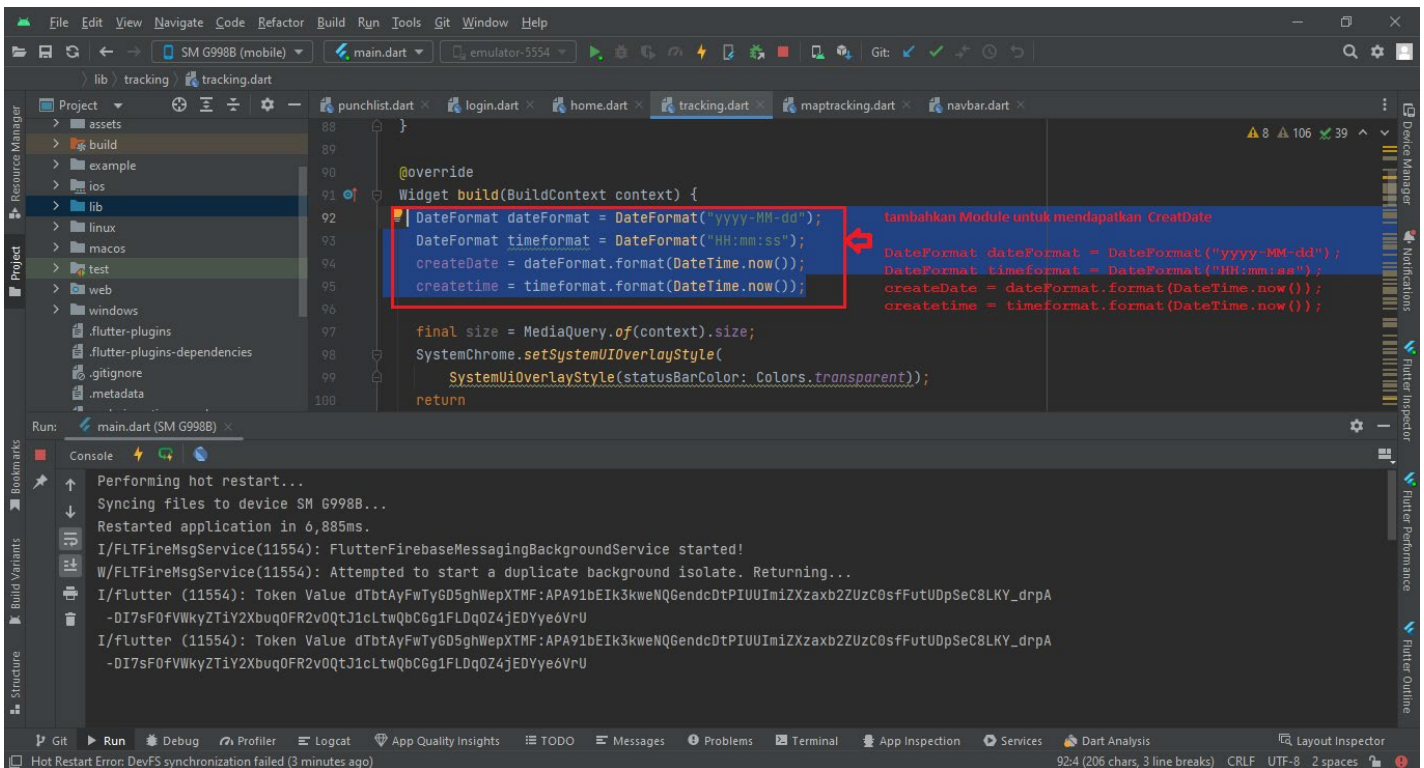 File Edit View Navigate Code Refactor Build Run Tools Git Window Help
SM G998B (mobile) main.dart emulator-5554 Git:
lib tracking tracking.dart
Project
punchlist.dart login.dart home.dart tracking.dart maptracking.dart navbar.dart
Resource Manager
Project
Bookmarks
Build Variants
Structure
assets
build
example
ios
lib
linux
macos
test
web
windows
.flutter-plugins
.flutter-plugins-dependencies
.gitignore
.metadata
8 106 39
88 }
89
90 @override
91 Widget build(BuildContext context) {
92 DateFormat dateFormat = DateFormat("yyyy-MM-dd");
93 DateFormat timeformat = DateFormat("HH:mm:ss");
94 createDate = dateFormat.format(DateTime.now());
95 createtime = timeformat.format(DateTime.now());
96
97 final size = MediaQuery.of(context).size;
98 SystemChrome.setSystemUIOverlayStyle(
99 SystemUiOverlayStyle(statusBarColor: Colors.transparent));
100 return
tambahkan Module untuk mendapatkan CreatDate
DateFormat dateFormat = DateFormat("yyyy-MM-dd");
DateFormat timeformat = DateFormat("HH:mm:ss");
createDate = dateFormat.format(DateTime.now());
createtime = timeformat.format(DateTime.now());
Device Manager
Notifications
Flutter Inspector
Flutter Performance
Flutter Outline
Run: main.dart (SM G998B)
Console
Performing hot restart...
Syncing files to device SM G998B...
Restarted application in 6,885ms.
I/FLTFireMsgService(11554): FlutterFirebaseMessagingBackgroundService started!
W/FLTFireMsgService(11554): Attempted to start a duplicate background isolate. Returning...
I/flutter (11554): Token Value dTbtAyFwTyGD5ghWepXTMF:APA91bEIk3kweNQGendcDtPIUUImiZXzaxb2ZUzC0sfFutUDpSeC8LKY_drpA
-DI7sFOfVWkyZTiY2XbuqOFR2vOQtJ1cLtwQbCGg1FLDqOZ4jEDYye6VrU
I/flutter (11554): Token Value dTbtAyFwTyGD5ghWepXTMF:APA91bEIk3kweNQGendcDtPIUUImiZXzaxb2ZUzC0sfFutUDpSeC8LKY_drpA
-DI7sFOfVWkyZTiY2XbuqOFR2vOQtJ1cLtwQbCGg1FLDqOZ4jEDYye6VrU
Git Run Debug Profiler Logcat App Quality Insights TODO Messages Problems Terminal App Inspection Services Dart Analysis Layout Inspector
Hot Restart Error: DevFS synchronization failed (3 minutes ago) 92:4 (206 chars, 3 line breaks) CRLF UTF-8 2 spaces